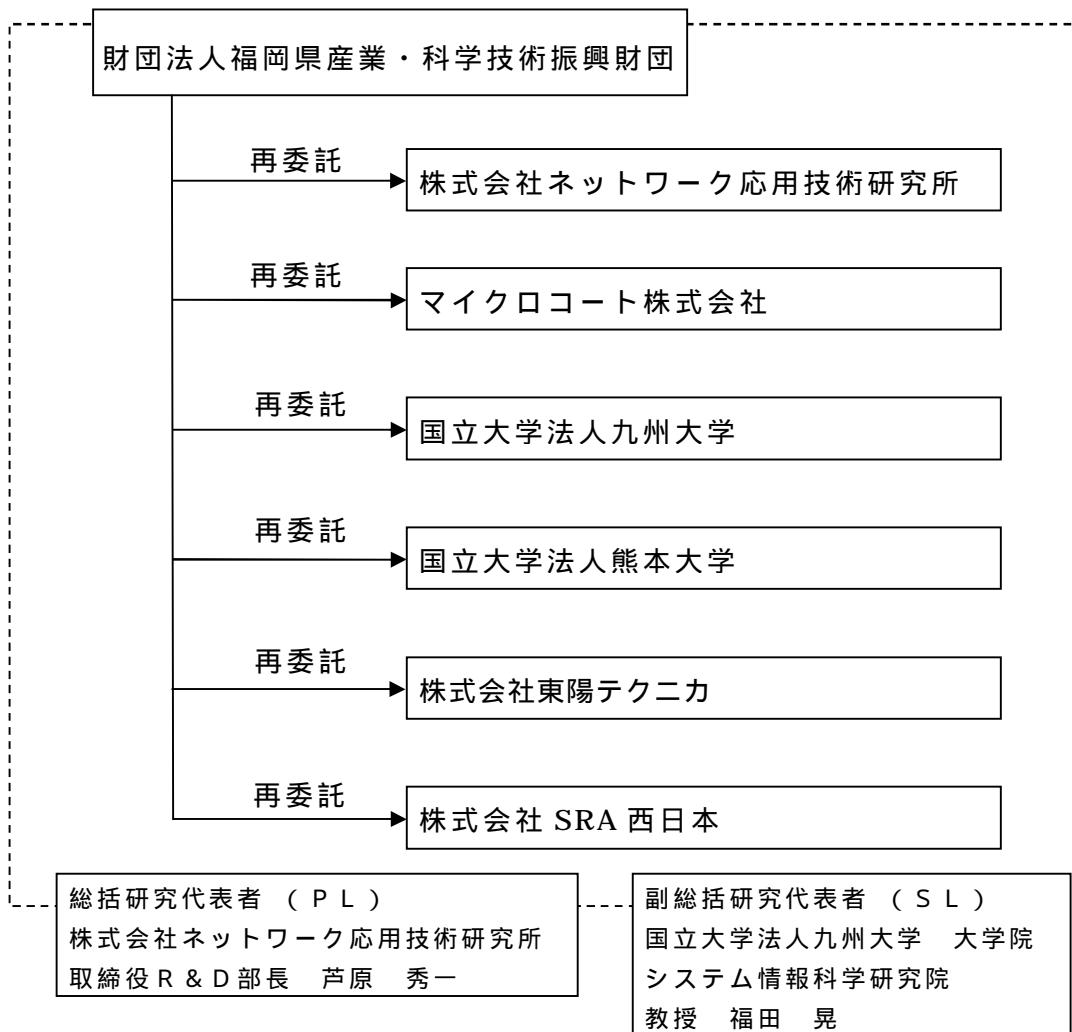 財団法人福岡県産業・科学技術振興財団
再委託
株式会社ネットワーク応用技術研究所
再委託
マイクロコート株式会社
再委託
国立大学法人九州大学
再委託
国立大学法人熊本大学
再委託
株式会社東陽テクニカ
再委託
株式会社 SRA 西日本
総括研究代表者 （ＰＬ）
株式会社ネットワーク応用技術研究所
取締役Ｒ＆Ｄ部長　芦原　秀一
副総括研究代表者 （ＳＬ）
国立大学法人九州大学　大学院
システム情報科学研究院
教授　福田　晃